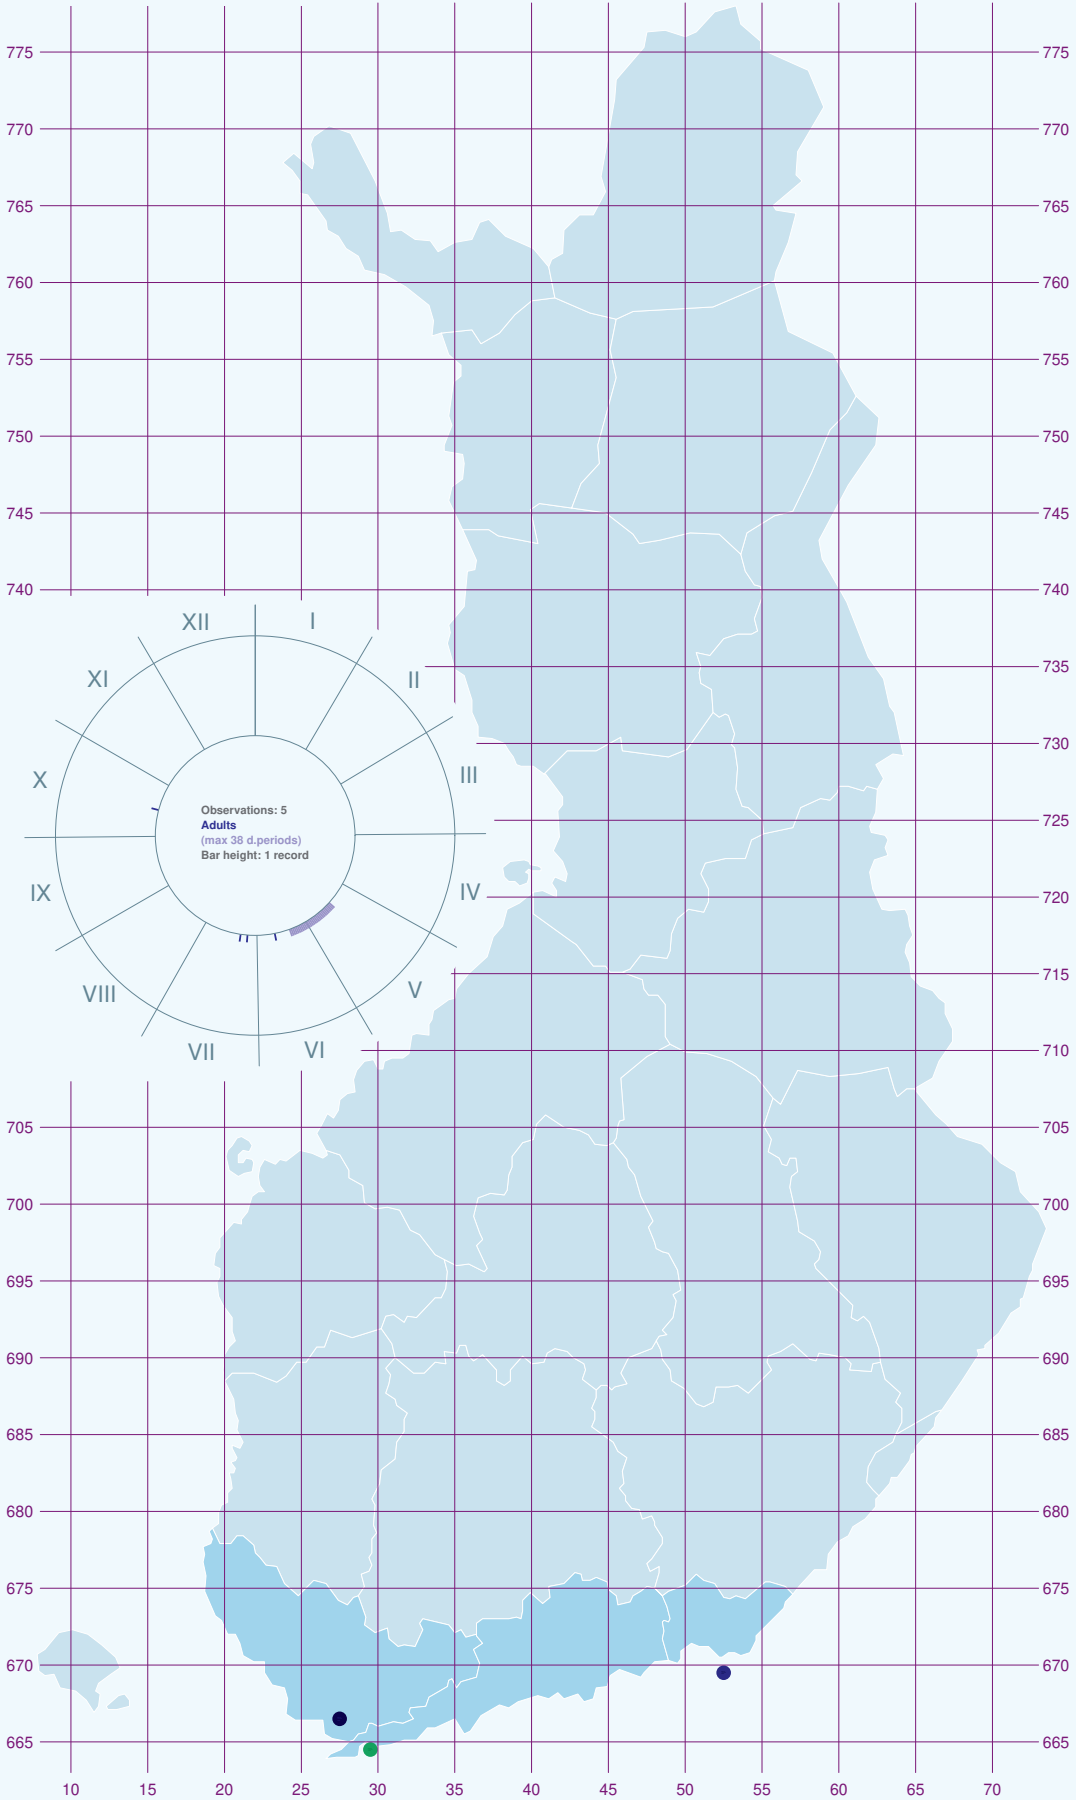 775 775
770 770
765 765
760 760
755 755
750 750
745 745
740 740
735
730
725
720
715
710
705 705
700 700
695 695
690 690
685 685
680 680
675 675
670 670
665 665
10 15 20 25 30 35 40 45 50 55 60 65 70
XII I
XI II
X III
IX IV
VIII V
VII VI
Observations: 5
Adults
(max 38 d.periods)
Bar height: 1 record